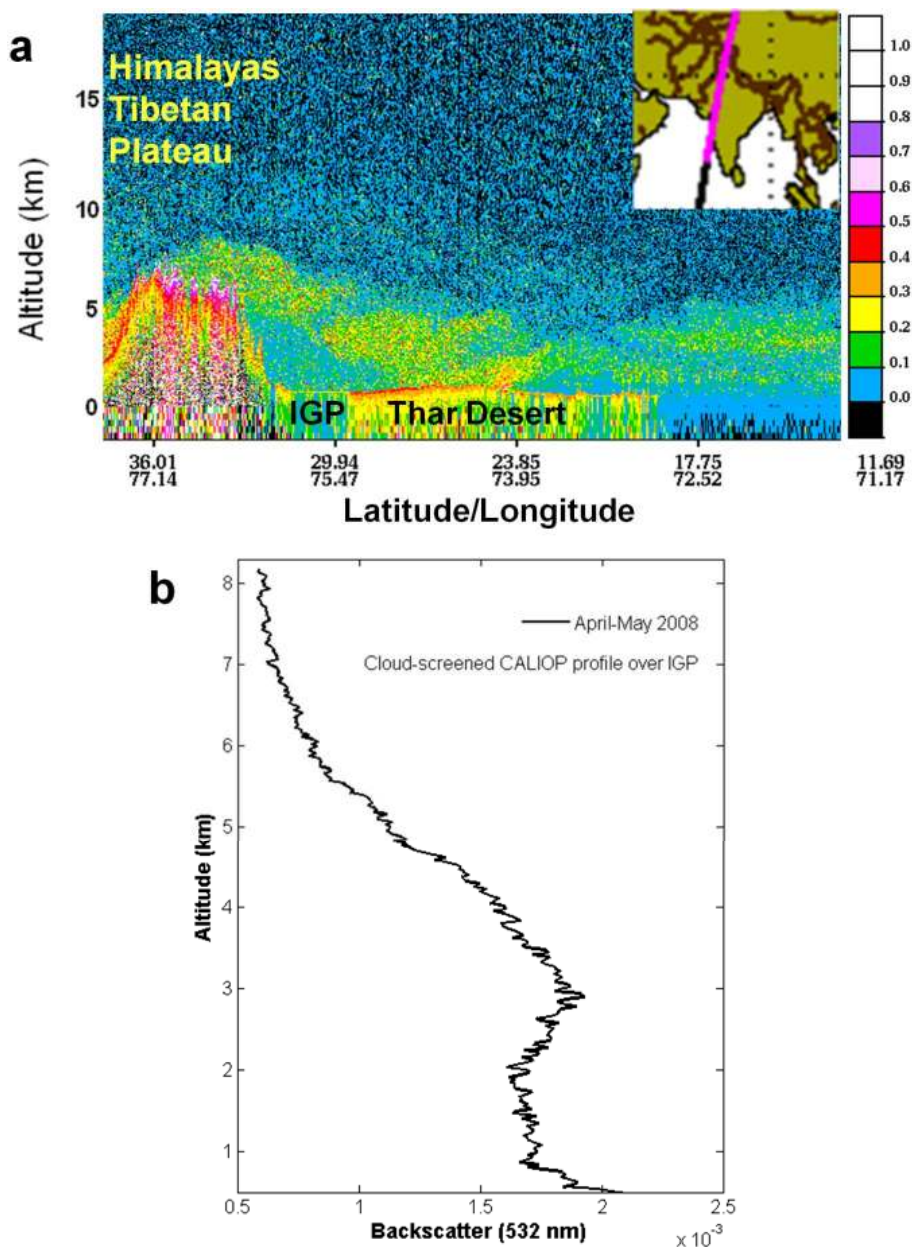 a
Himalayas
Tibetan
Plateau
Altitude (km)
15
10
5
0
IGP Thar Desert
1.0
0.9
0.8
0.7
0.6
0.5
0.4
0.3
0.2
0.1
0.0
36.01 29.94 23.85 17.75 11.69
77.14 75.47 73.95 72.52 71.17
Latitude/Longitude
b
April-May 2008
Cloud-screened CALIOP profile over IGP
Altitude (km)
8
7
6
5
4
3
2
1
0.5 1 1.5 2 2.5
Backscatter (532 nm)
x 10⁻³